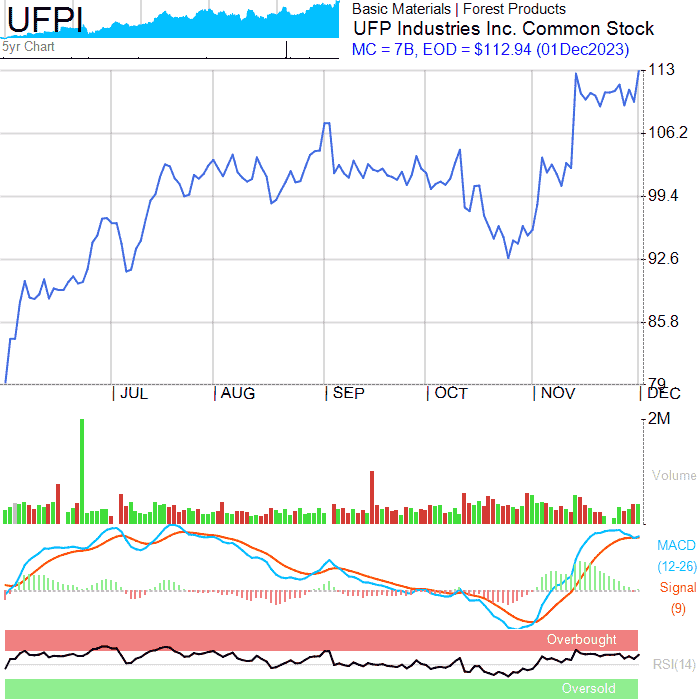 UFPI
Basic Materials | Forest Products
UFP Industries Inc. Common Stock
MC = 7B, EOD = $112.94 (01Dec2023)
5yr Chart
113
106.2
99.4
92.6
85.8
79
JUL AUG SEP OCT NOV DEC
2M
Volume
MACD
(12-26)
Signal
(9)
Overbought
RSI(14)
Oversold